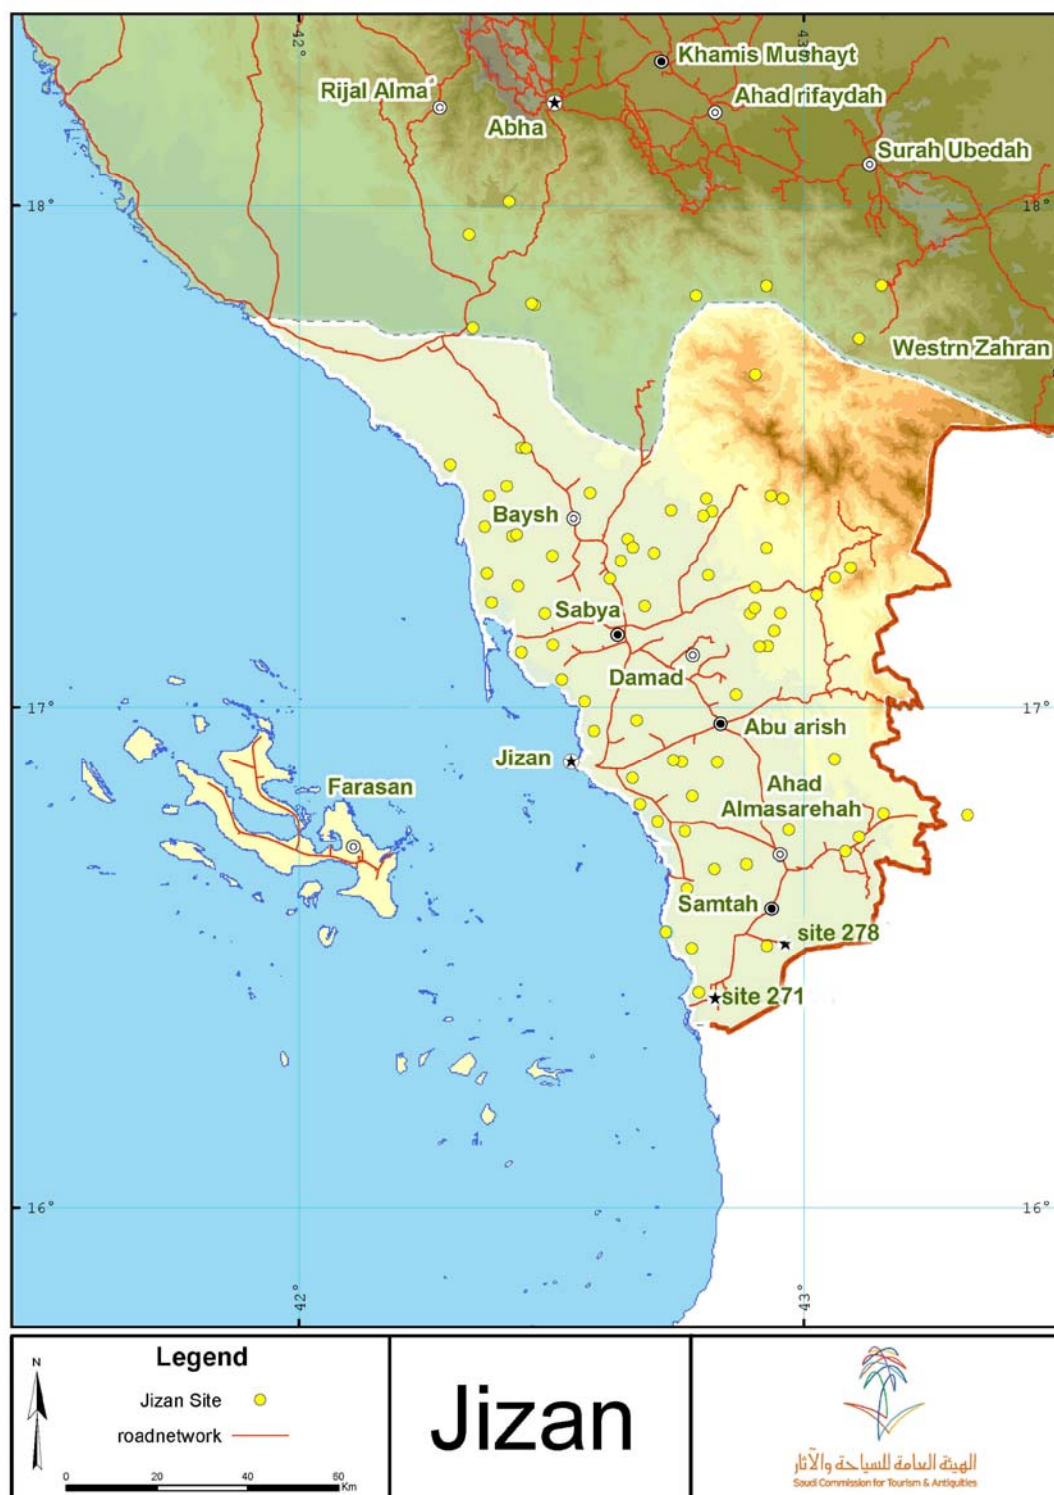 42°
43°
Khamis Mushayt
Rijal Alma
Ahad rifaydah
Abha
Surah Ubedah
18°
18°
Westrn Zahran
Baysh
Sabya
Damad
17°
17°
Abu arish
Jizan
Farasan
Ahad
Almasarehah
Samtah
site 278
site 271
16°
16°
42°
43°
Legend
N
Jizan Site
roadnetwork
0 20 40 60
Km
Jizan
الهيئة العامة للسياحة والآثار
Saudi Commission for Tourism & Antiquities